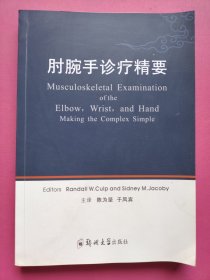 肘腕手诊疗精要
Musculoskeletal Examination
of the
Elbow, Wrist, and Hand
Making the Complex Simple
Editors Randall W.Culp and Sidney M.Jacoby
主译 陈为坚 于凤宾
郑州大学出版社